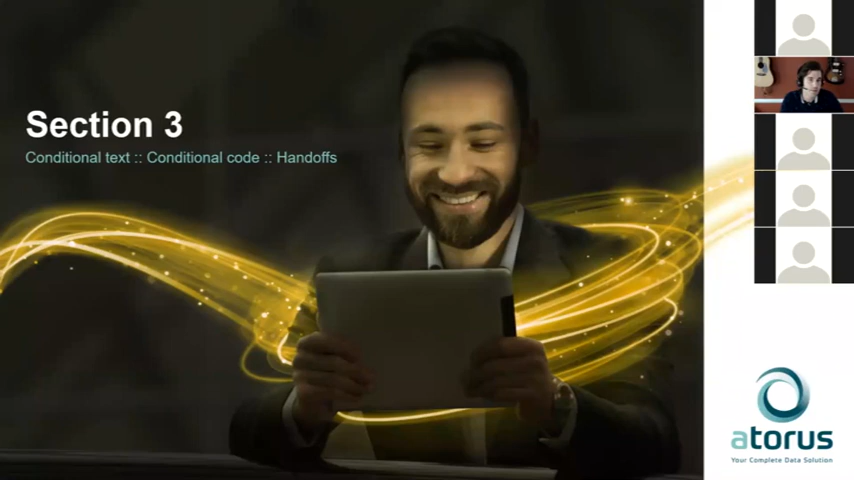 Section 3
Conditional text :: Conditional code :: Handoffs
atorus
Your Complete Data Solution